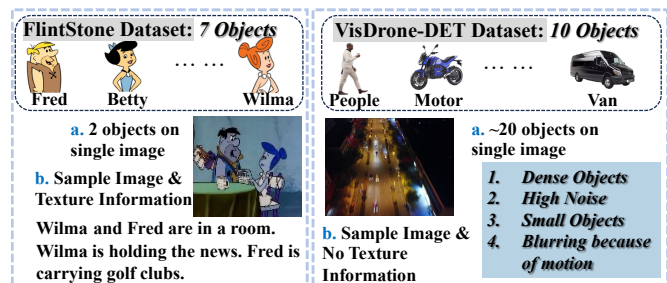 FlintStone Dataset: 7 Objects
... ...
Fred
Betty
Wilma
a. 2 objects on
single image
b. Sample Image &
Texture Information
Wilma and Fred are in a room.
Wilma is holding the news. Fred is
carrying golf clubs.
VisDrone-DET Dataset: 10 Objects
... ...
People
Motor
Van
a. ~20 objects on
single image
b. Sample Image &
No Texture
Information
1. Dense Objects
2. High Noise
3. Small Objects
4. Blurring because
of motion